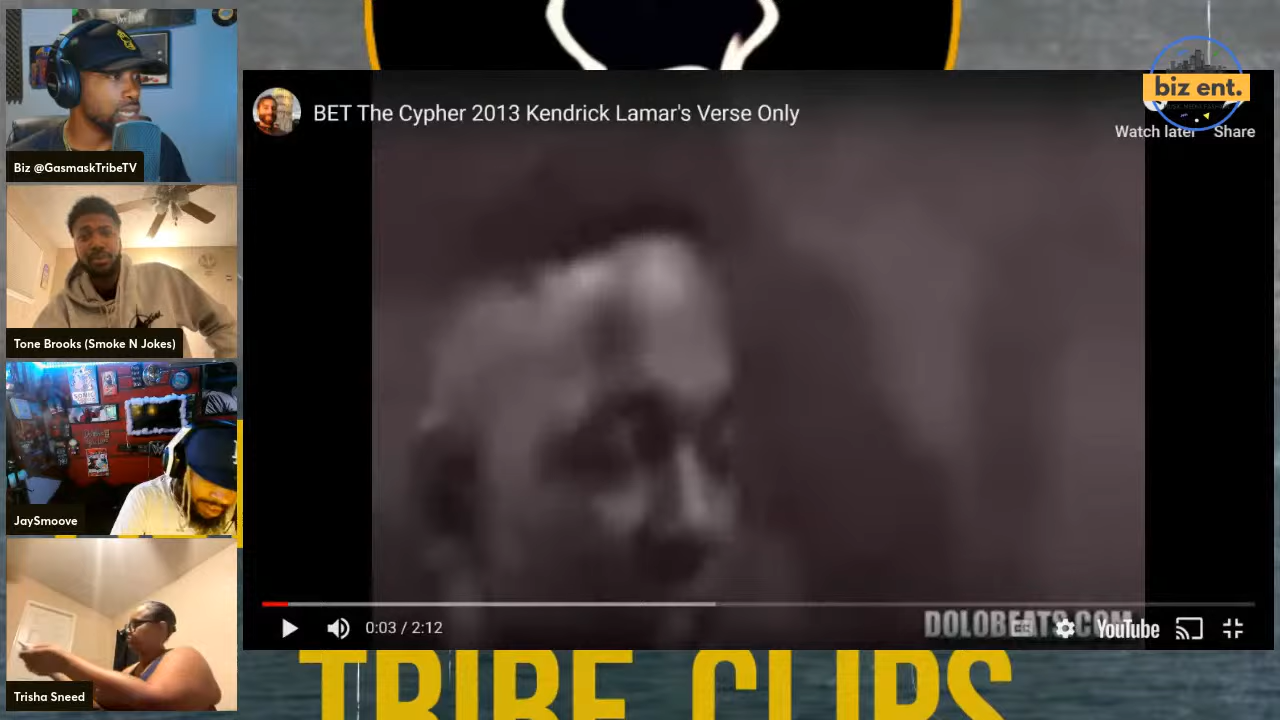 BET The Cypher 2013 Kendrick Lamar's Verse Only
biz ent.
Watch later
Share
Biz @GasmaskTribeTV
Tone Brooks (Smoke N Jokes)
JaySmoove
Trisha Sneed
DOLOBEATS.COM
0:03 / 2:12
YouTube
TRIBE CLIPS